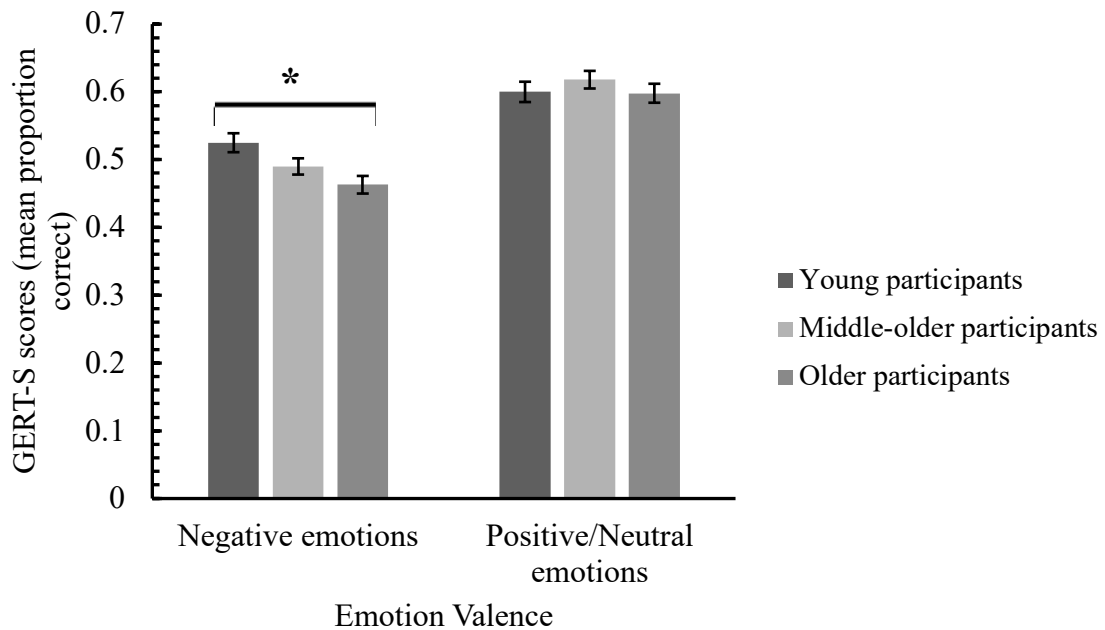 GERT-S scores (mean proportion
correct)
0.7
0.6
0.5
0.4
0.3
0.2
0.1
0
*
Negative emotions
Positive/Neutral
emotions
Emotion Valence
Young participants
Middle-older participants
Older participants